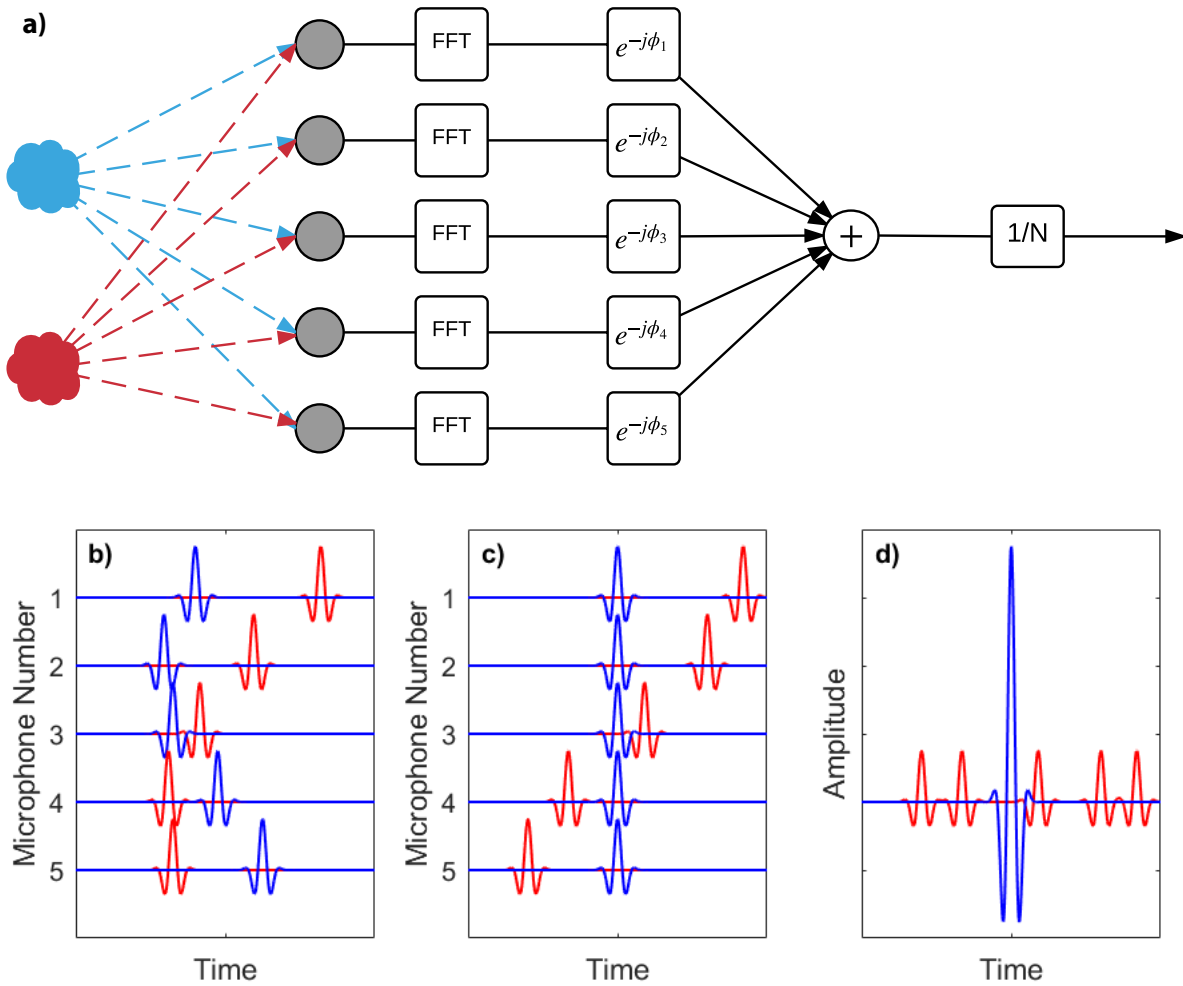 a)
FFT
e^{-jϕ_1}
FFT
e^{-jϕ_2}
FFT
e^{-jϕ_3}
+
1/N
FFT
e^{-jϕ_4}
FFT
e^{-jϕ_5}
b)
Microphone Number
1
2
3
4
5
Time
c)
Microphone Number
1
2
3
4
5
Time
d)
Amplitude
Time